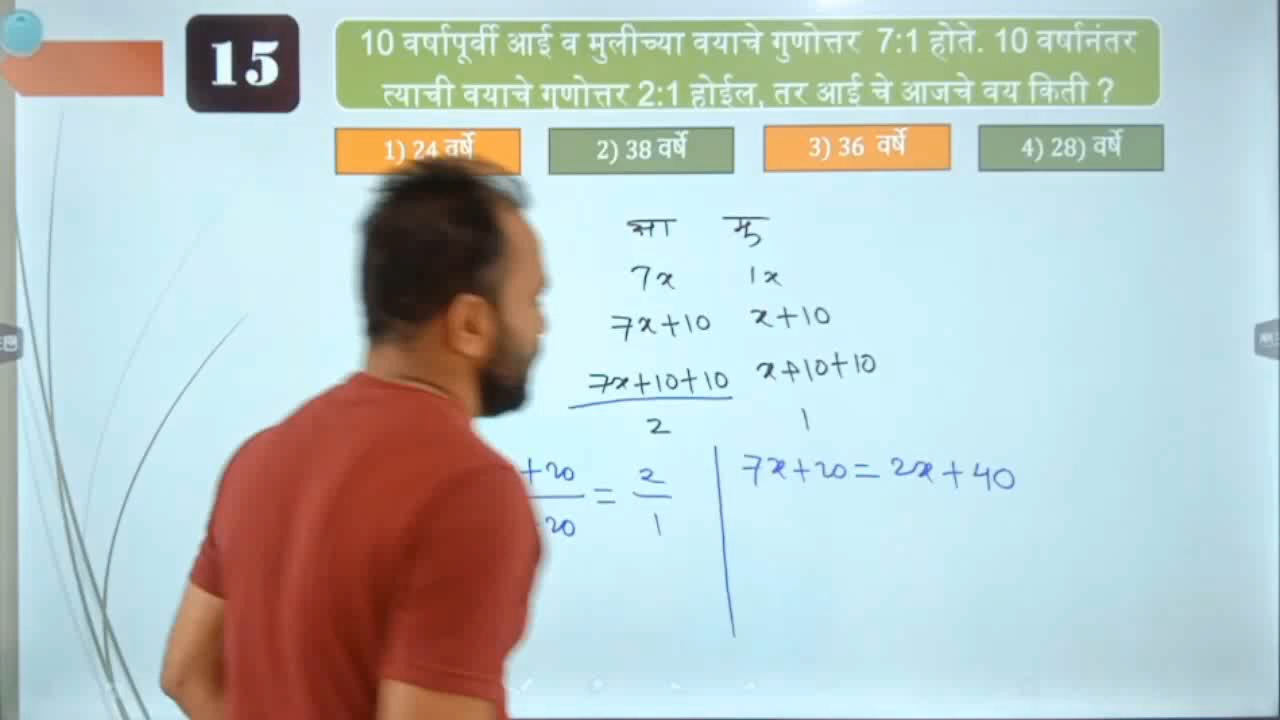 15
10 वर्षापूर्वी आई व मुलीच्या वयाचे गुणोत्तर 7:1 होते. 10 वर्षानंतर
त्याची वयाचे गुणोत्तर 2:1 होईल, तर आई चे आजचे वय किती ?
1) 24 वर्षे 2) 38 वर्षे 3) 36 वर्षे 4) 28) वर्षे
मु
7x 1x
7x+10 x+10
7x+10+10 x+10+10
2 1
+20 = 2
20 1
7x+20=2x+40